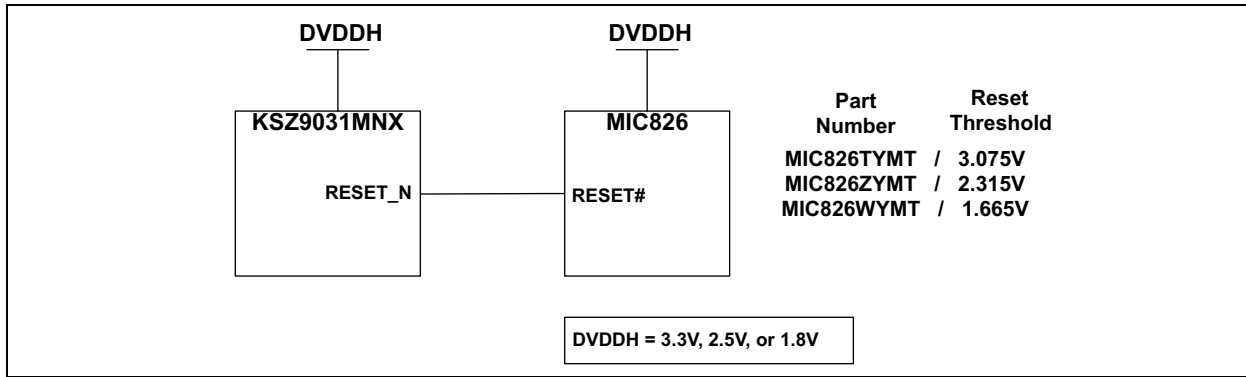 DVDDH
DVDDH
KSZ9031MNX
MIC826
RESET_N
RESET#
Part Number
Reset Threshold
MIC826TYMT / 3.075V
MIC826ZYMT / 2.315V
MIC826WYMT / 1.665V
DVDDH = 3.3V, 2.5V, or 1.8V